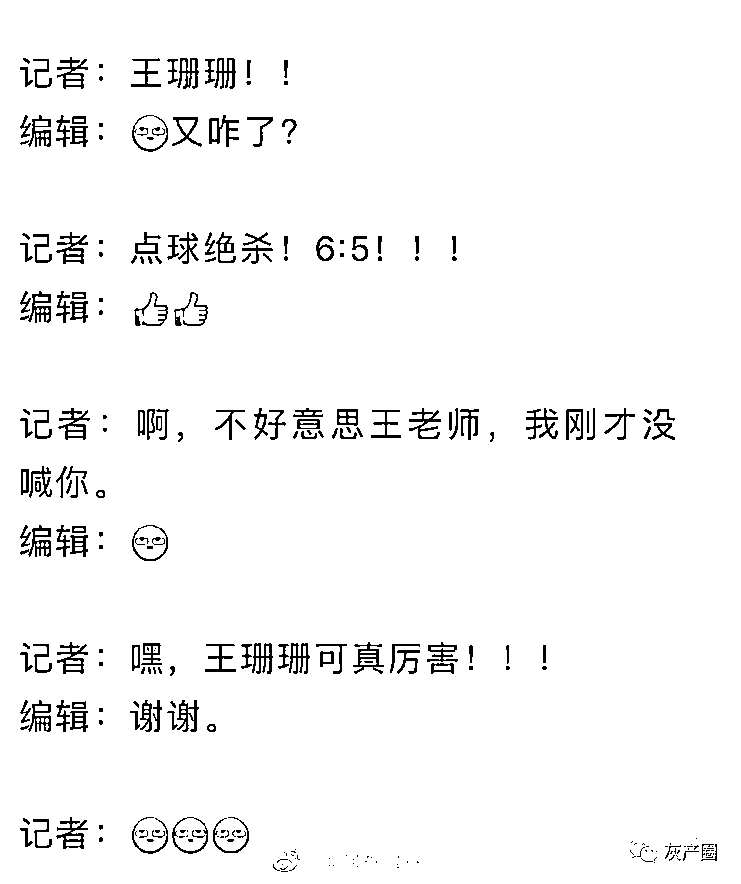 记者：王珊珊！！
编辑：又咋了？
记者：点球绝杀！6:5！！！
编辑：
记者：啊，不好意思王老师，我刚才没
喊你。
编辑：
记者：嘿，王珊珊可真厉害！！！
编辑：谢谢。
记者：
灰产圈